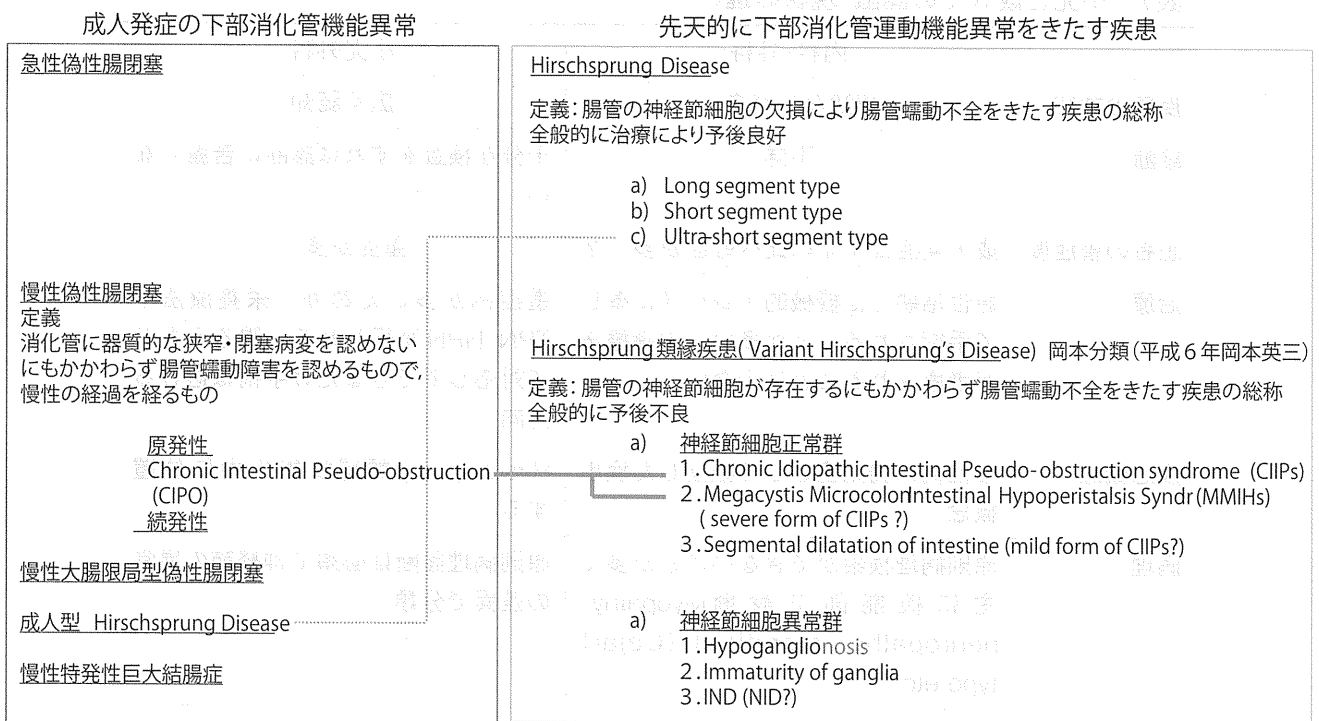 成人発症の下部消化管機能異常
急性偽性腸閉塞
慢性偽性腸閉塞
定義
消化管に器質的な狭窄・閉塞病変を認めない
にもかかわらず腸管蠕動障害を認めるもので,
慢性の経過を経るもの
原発性
Chronic Intestinal Pseudo-obstruction
(CIPO)
続発性
慢性大腸限局型偽性腸閉塞
成人型 Hirschsprung Disease
慢性特発性巨大結腸症
先天的に下部消化管運動機能異常をきたす疾患
Hirschsprung Disease
定義：腸管の神経節細胞の欠損により腸管蠕動不全をきたす疾患の総称
全般的に治療により予後良好
a) Long segment type
b) Short segment type
c) Ultra-short segment type
Hirschsprung類縁疾患( Variant Hirschsprung's Disease) 岡本分類(平成６年岡本英三)
定義：腸管の神経節細胞が存在するにもかかわらず腸管蠕動不全をきたす疾患の総称
全般的に予後不良
a) 神経節細胞正常群
1.Chronic Idiopathic Intestinal Pseudo-obstruction syndrome (CIIPs)
2.Megacystis MicrocolonIntestinal Hypoperistalsis Syndr(MMIHs)
( severe form of CIIPs ?)
3.Segmental dilatation of intestine (mild form of CIIPs?)
a) 神経節細胞異常群
1.Hypoganglionosis
2.Immaturity of ganglia
3.IND (NID?)